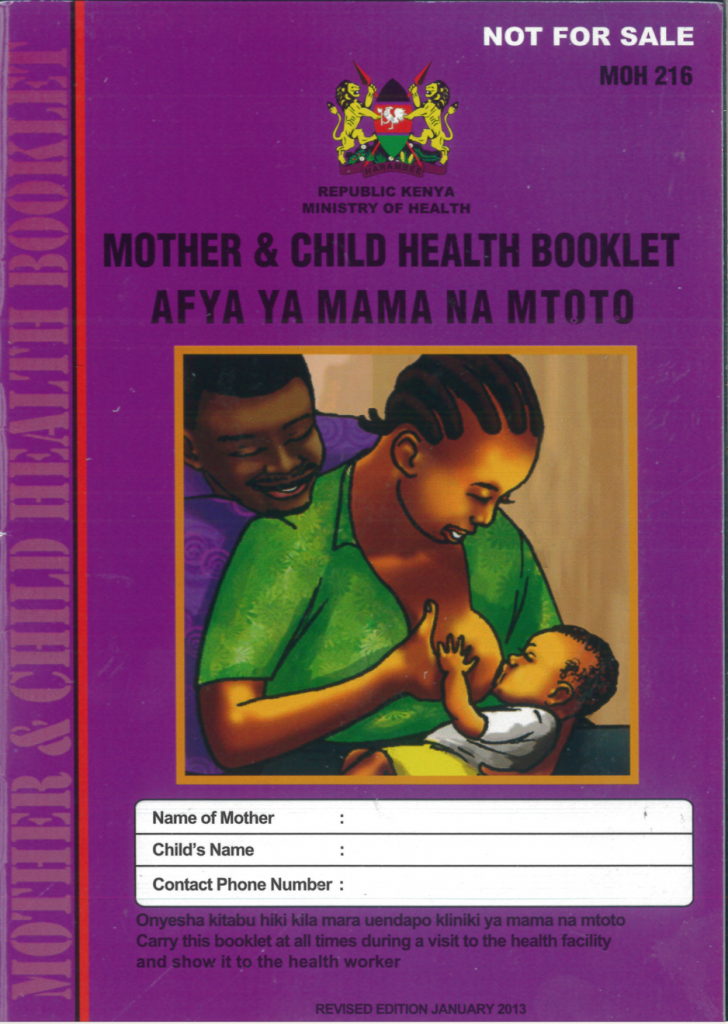 NOT FOR SALE
MOH 216
HARAMBEE
REPUBLIC KENYA
MINISTRY OF HEALTH
MOTHER & CHILD HEALTH BOOKLET
AFYA YA MAMA NA MTOTO
MOTHER & CHILD HEALTH BOOKLET
Name of Mother :
Child's Name :
Contact Phone Number :
Onyesha kitabu hiki kila mara uendapo kliniki ya mama na mtoto
Carry this booklet at all times during a visit to the health facility
and show it to the health worker
REVISED EDITION JANUARY 2013